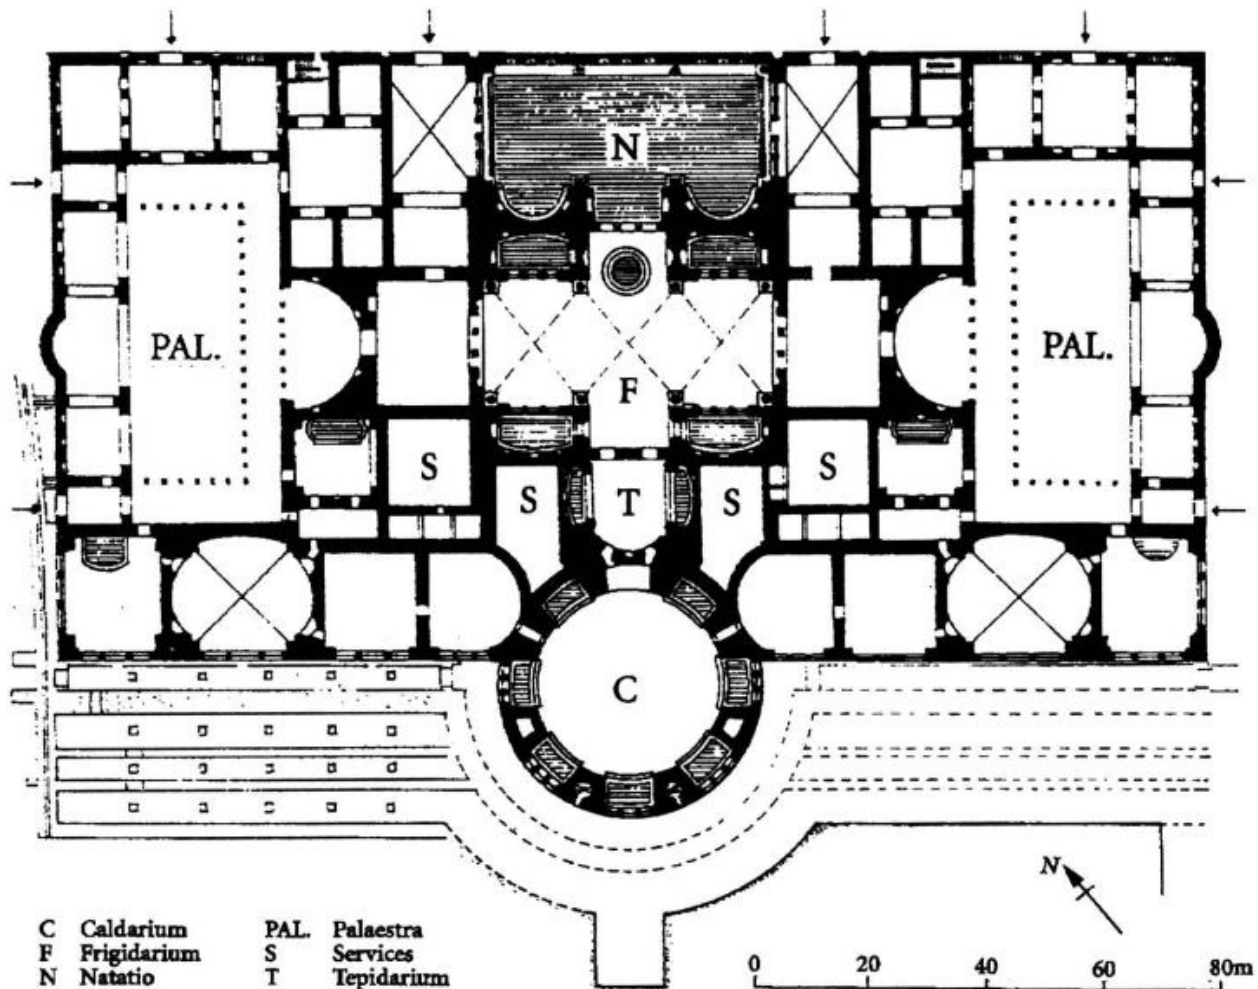 N
PAL.
PAL.
F
S
S
S
T
S
C
N
C Caldarium
F Frigidarium
N Natatio
PAL. Palaestra
S Services
T Tepidarium
0 20 40 60 80m